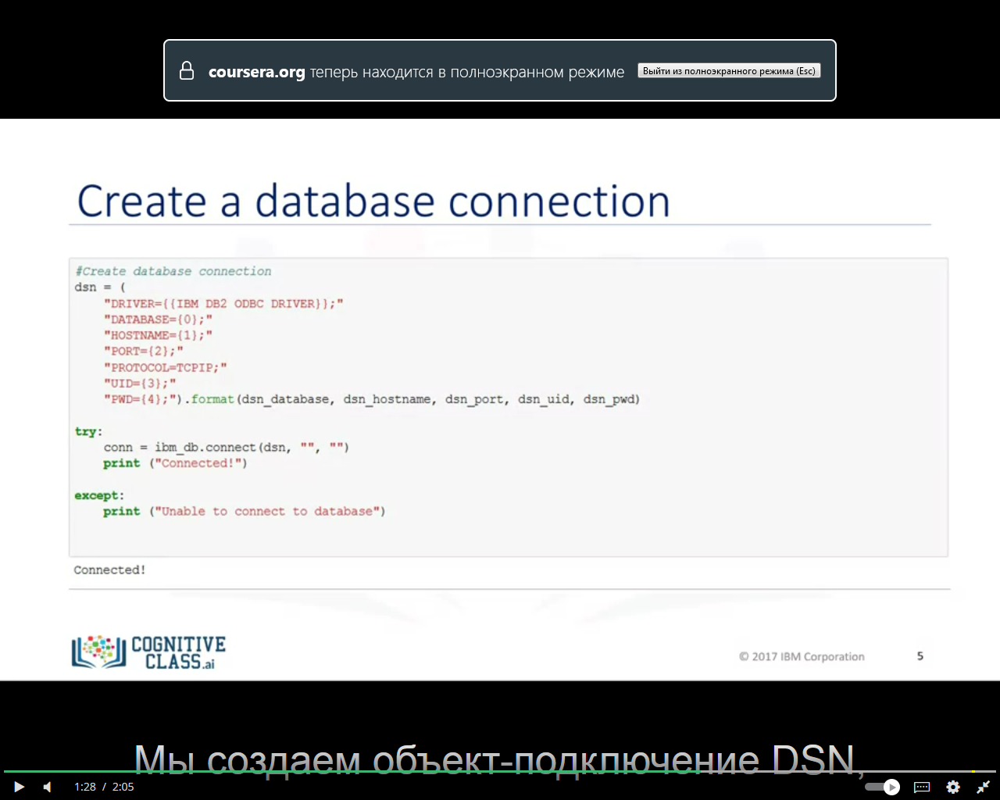 coursera.org теперь находится в полноэкранном режиме Выйти из полноэкранного режима (Esc)
Create a database connection
#Create database connection
dsn = (
"DRIVER={{IBM DB2 ODBC DRIVER}};"
"DATABASE={0};"
"HOSTNAME={1};"
"PORT={2};"
"PROTOCOL=TCPIP;"
"UID={3};"
"PWD={4};").format(dsn_database, dsn_hostname, dsn_port, dsn_uid, dsn_pwd)
try:
conn = ibm_db.connect(dsn, "", "")
print ("Connected!")
except:
print ("Unable to connect to database")
Connected!
COGNITIVE
CLASS.ai
© 2017 IBM Corporation 5
Мы создаем объект-подключение DSN,
1:28 / 2:05